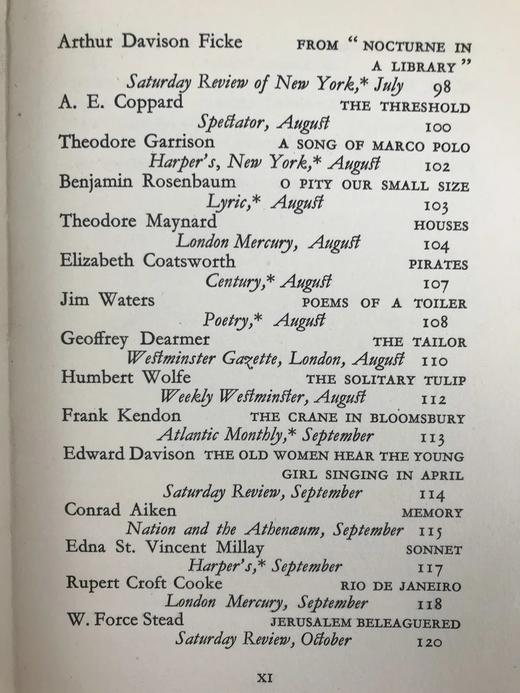 Arthur Davison Ficke FROM “ NOCTURNE IN
A LIBRARY ”
Saturday Review of New York,* July 98
A. E. Coppard THE THRESHOLD
Spectator, August 100
Theodore Garrison A SONG OF MARCO POLO
Harper's, New York,* August 102
Benjamin Rosenbaum O PITY OUR SMALL SIZE
Lyric,* August 103
Theodore Maynard HOUSES
London Mercury, August 104
Elizabeth Coatsworth PIRATES
Century,* August 107
Jim Waters POEMS OF A TOILER
Poetry,* August 108
Geoffrey Dearmer THE TAILOR
Westminster Gazette, London, August 110
Humbert Wolfe THE SOLITARY TULIP
Weekly Westminster, August 112
Frank Kendon THE CRANE IN BLOOMSBURY
Atlantic Monthly,* September 113
Edward Davison THE OLD WOMEN HEAR THE YOUNG
GIRL SINGING IN APRIL
Saturday Review, September 114
Conrad Aiken MEMORY
Nation and the Athenæum, September 115
Edna St. Vincent Millay SONNET
Harper's,* September 117
Rupert Croft Cooke RIO DE JANEIRO
London Mercury, September 118
W. Force Stead JERUSALEM BELEAGUERED
Saturday Review, October 120
XI